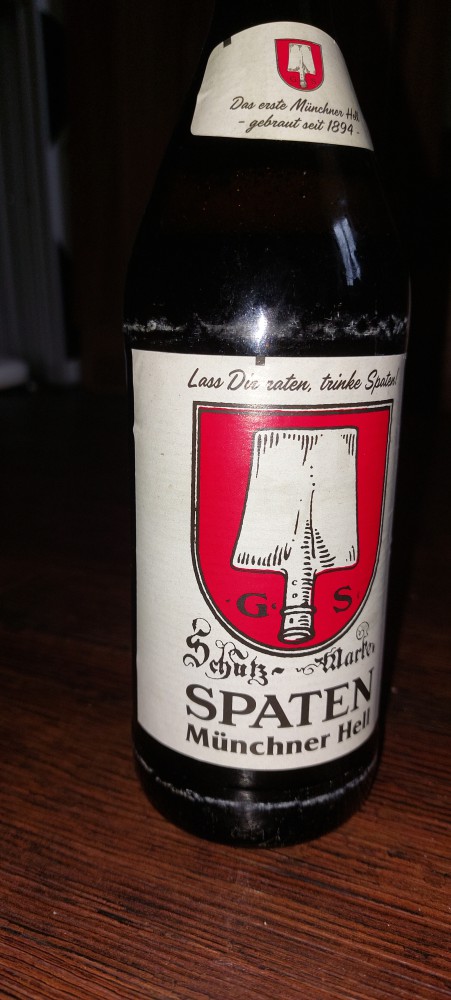 Das erste Münchner Hell
- gebraut seit 1894 -
Lass Dir raten, trinke Spaten!
G S
Schutz-Marke
SPATEN
Münchner Hell